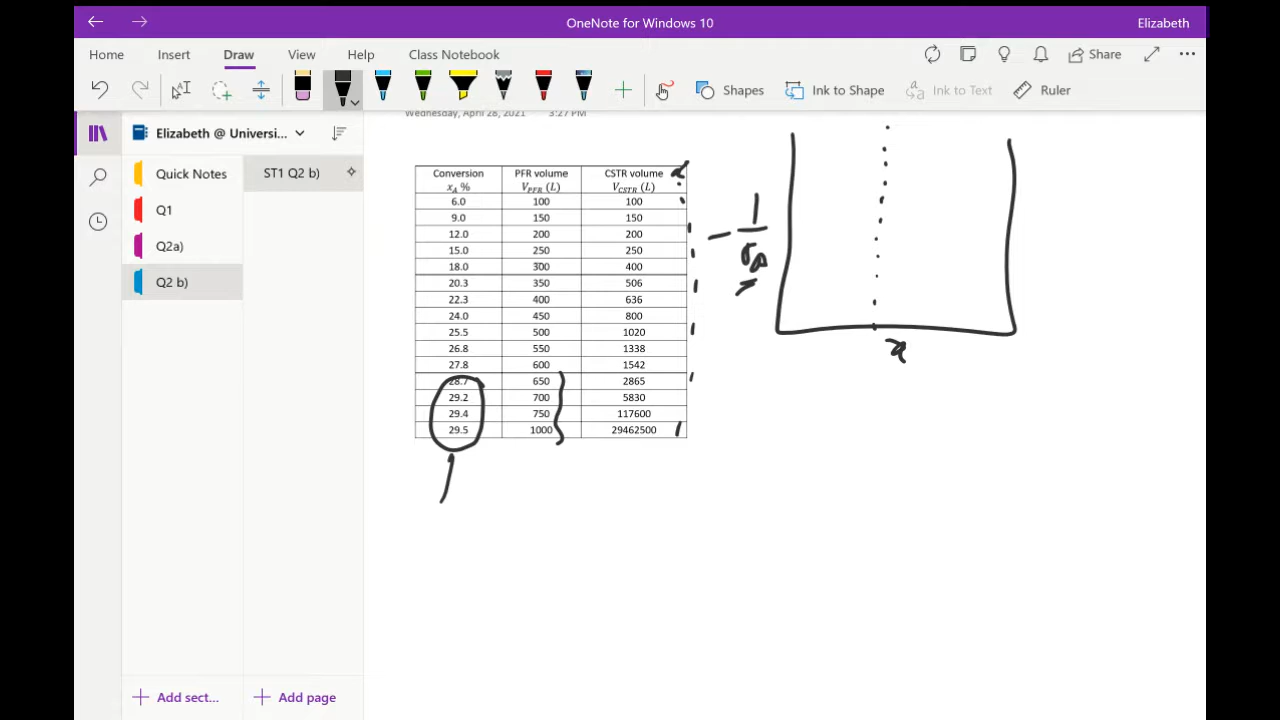 OneNote for Windows 10
Elizabeth
Home Insert Draw View Help Class Notebook
Share
Shapes Ink to Shape Ink to Text Ruler
Elizabeth @ Universi...
Quick Notes
Q1
Q2a)
Q2 b)
ST1 Q2 b)
Add sect...
Add page
Wednesday, April 28, 2021 3:27 PM
Conversion PFR volume CSTR volume
x_A % V_PFR (L) V_CSTR (L)
6.0 100 100
9.0 150 150
12.0 200 200
15.0 250 250
18.0 300 400
20.3 350 506
22.3 400 636
24.0 450 800
25.5 500 1020
26.8 550 1338
27.8 600 1542
28.7 650 2865
29.2 700 5830
29.4 750 117600
29.5 1000 29462500
- 1
r_A
x